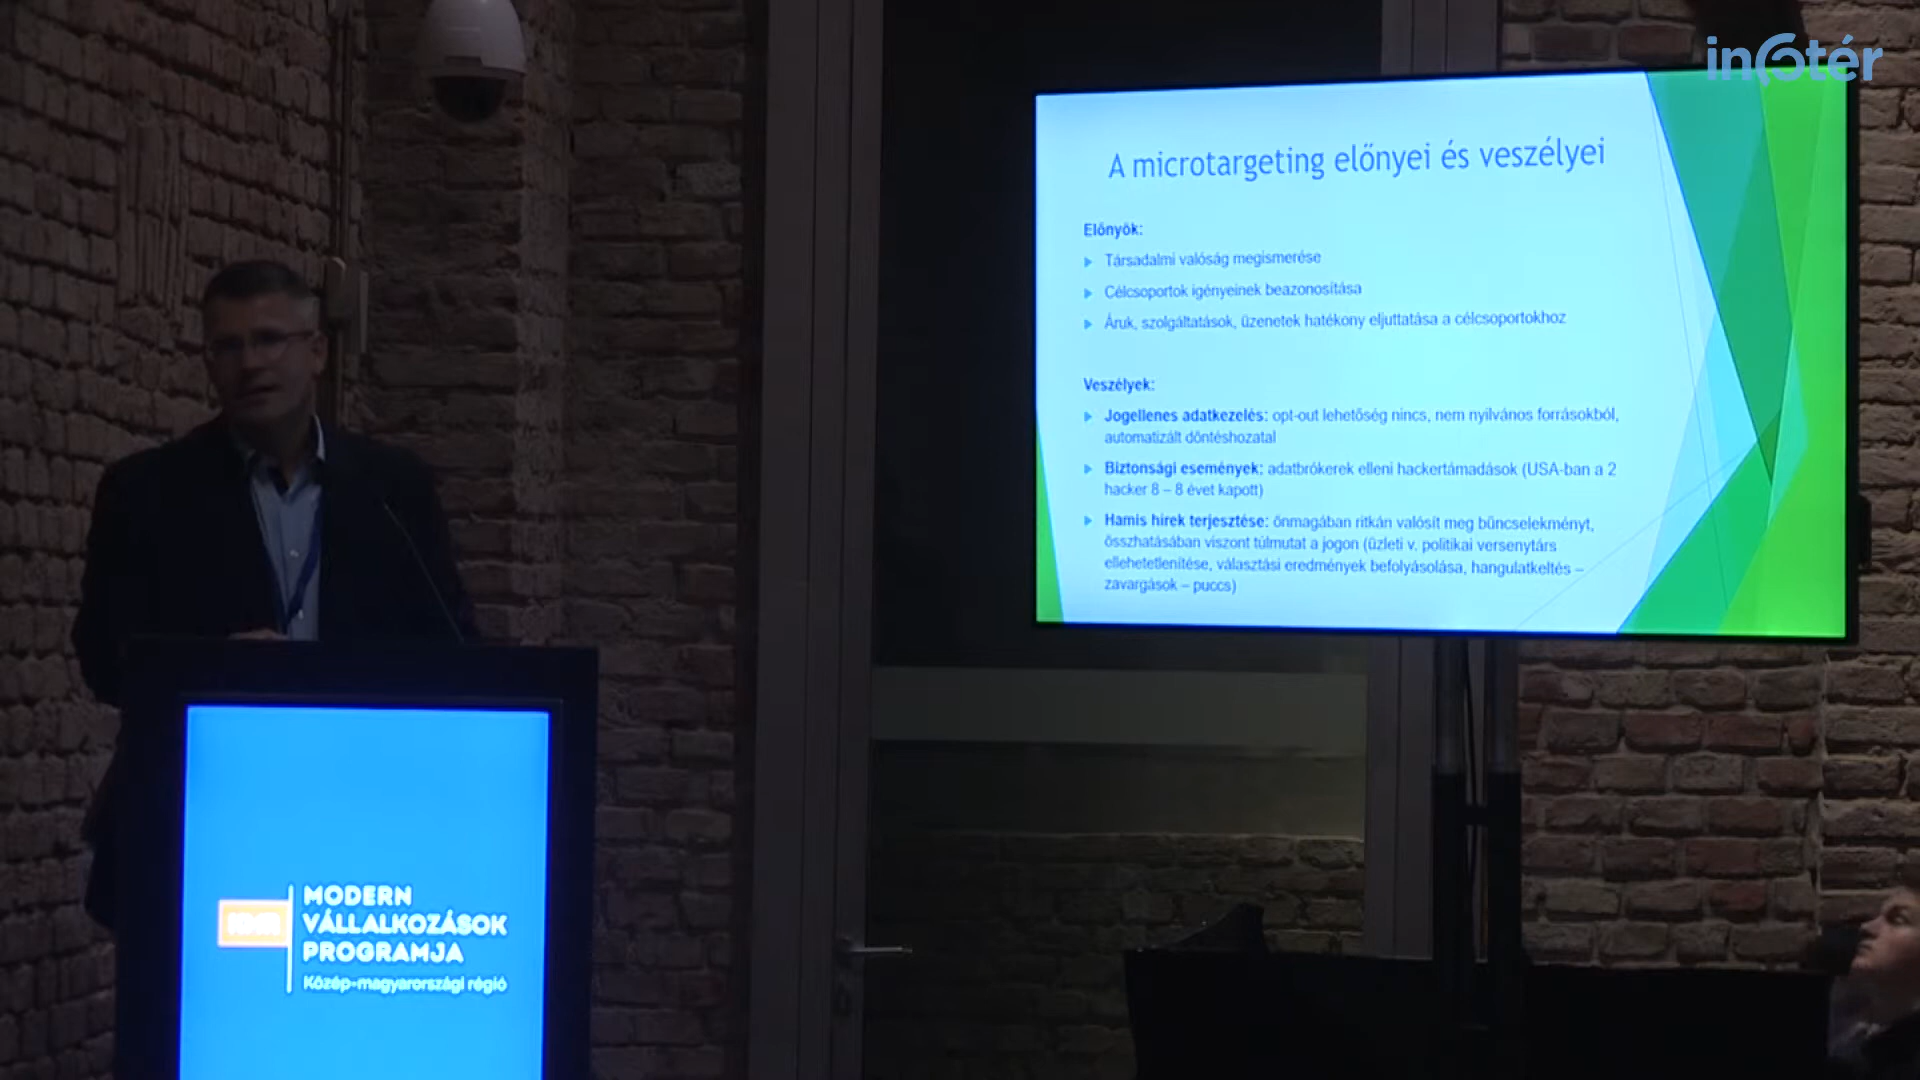 infotér
A microtargeting előnyei és veszélyei
Előnyök:
Társadalmi valóság megismerése
Célcsoportok igényeinek beazonosítása
Áruk, szolgáltatások, üzenetek hatékony eljuttatása a célcsoportokhoz
Veszélyek:
Jogellenes adatkezelés: opt-out lehetőség nincs, nem nyilvános forrásokból,
automatizált döntéshozatal
Biztonsági események: adatbrókerek elleni hackertámadások (USA-ban a 2
hacker 8 – 8 évet kapott)
Hamis hírek terjesztése: önmagában ritkán valósít meg bűncselekményt,
összhatásában viszont túlmutat a jogon (üzleti v. politikai versenytárs
ellehetetlenítése, választási eredmények befolyásolása, hangulatkeltés –
zavargások – puccs)
MODERN
VÁLLALKOZÁSOK
PROGRAMJA
Közép-magyarországi régió